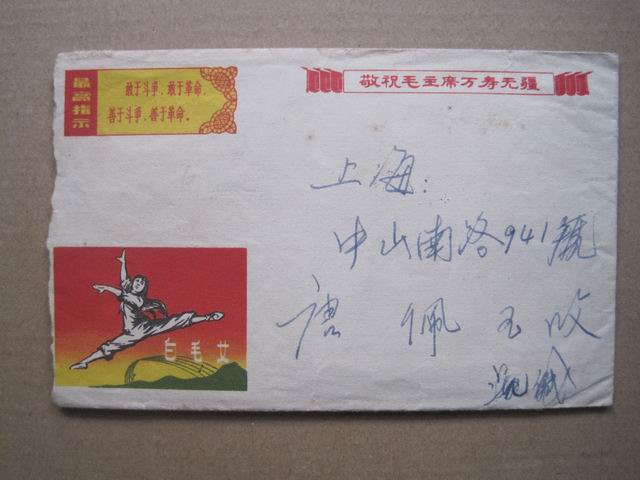 最高指示
敢于斗争、敢于革命，
善于斗争、善于革命。
敬祝毛主席万寿无疆
上海：
中山南路941號
唐佩玉收
白毛女